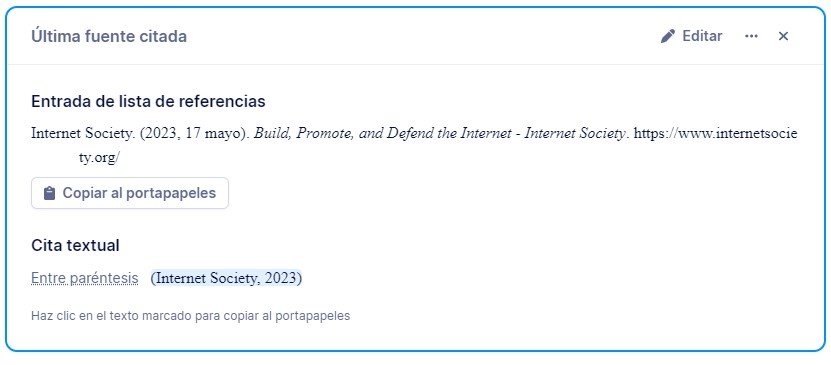 Última fuente citada
Editar
Entrada de lista de referencias
Internet Society. (2023, 17 mayo). Build, Promote, and Defend the Internet - Internet Society. https://www.internetsocie
ty.org/
Copiar al portapapeles
Cita textual
Entre paréntesis (Internet Society, 2023)
Haz clic en el texto marcado para copiar al portapapeles